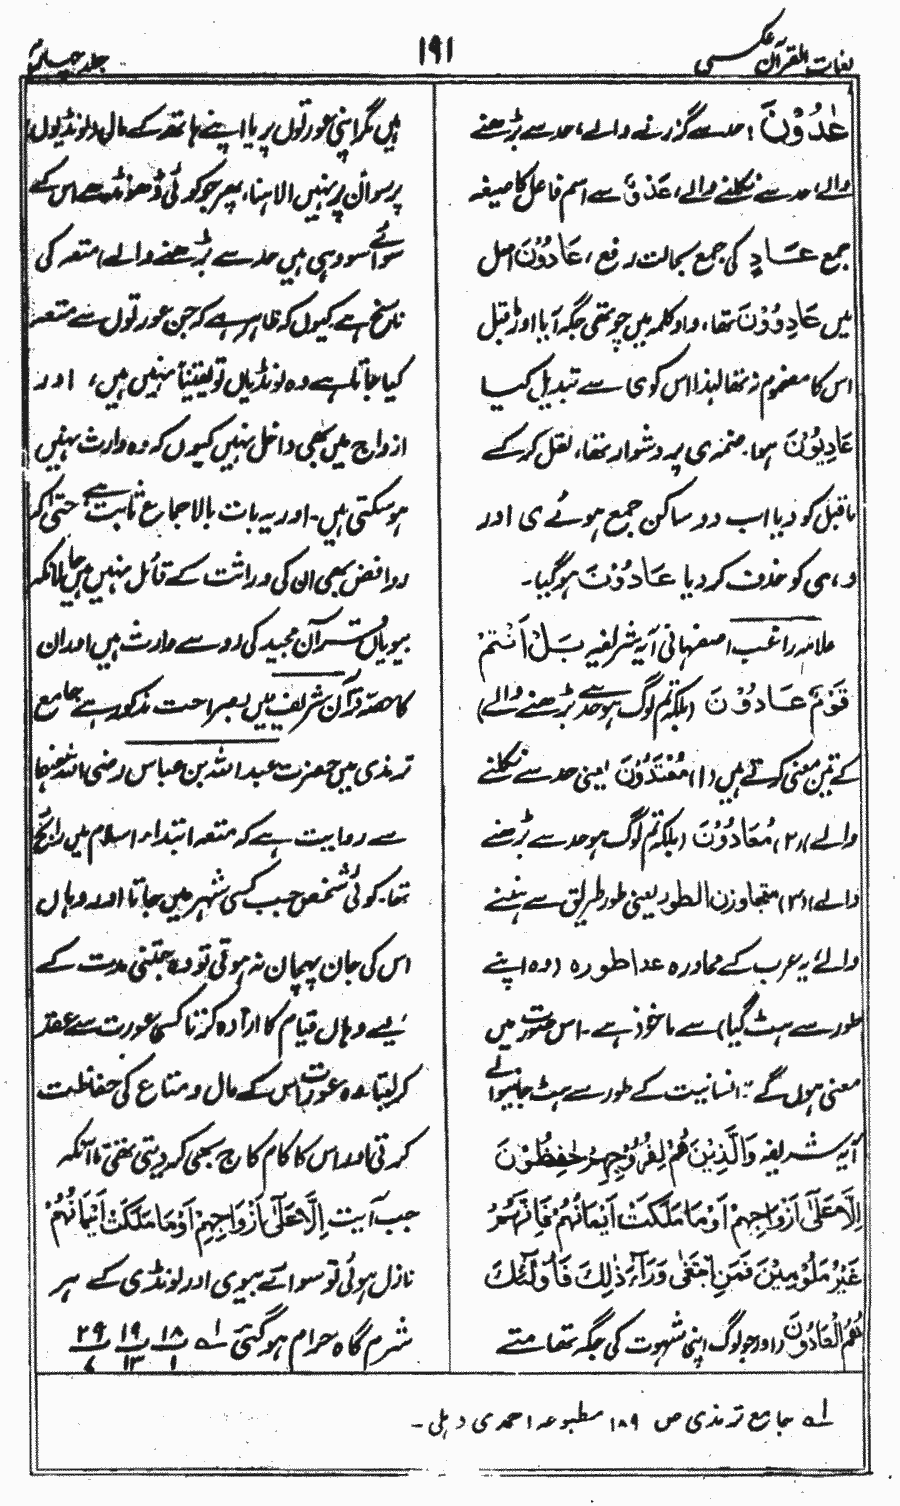 لغات القرآن عکسی
۱۹۱
جلد چہارم
عٰدُوْنَ: حد سے گزرنے والے، حد سے بڑھنے
والے، حد سے نکلنے والے، عَدْوٌ سے اسم فاعل کا صیغہ
جمع عَادٍ کی جمع بحالت رفع، عَادُوْنَ اصل
میں عَادِوُوْنَ تھا، واو کلمہ میں چوتھی جگہ آیا اور ماقبل
اس کا مضموم نہ تھا لہذا اس کو ی سے تبدیل کیا
عَادِيُوْنَ ہوا۔ ضمہ ی پر دشوار تھا، نقل کر کے
ماقبل کو دیا اب دو ساکن جمع ہوئے ی اور
و، ی کو حذف کر دیا عَادُوْنَ ہو گیا۔
علامہ راغب اصفہانی آیہ شریفہ بَلْ اَنْتُمْ
قَوْمٌ عَادُوْنَ (بلکہ تم لوگ ہو حد سے بڑھنے والے)
کے تین معنی کرتے ہیں (۱) مُعْتَدُوْنَ یعنی حد سے نکلنے
والے (۲) مُعَادُوْنَ (بلکہ تم لوگ ہو حد سے بڑھنے
والے) (۳) متجاوزن الطور یعنی طور طریق سے ہٹنے
والے، یہ عرب کے محاورہ عدا طورہ (وہ اپنے
طور سے ہٹ گیا) سے ماخوذ ہے۔ اس صورت میں
معنی ہوں گے: انسانیت کے طور سے ہٹ جانیوالے
آیہ شریفہ وَالَّذِيْنَ هُمْ لِفُرُوْجِهِمْ حٰفِظُوْنَ
اِلَّا عَلٰٓى اَزْوَاجِهِمْ اَوْ مَا مَلَكَتْ اَيْمَانُهُمْ فَاِنَّهُمْ
غَيْرُ مَلُوْمِيْنَ فَمَنِ ابْتَغٰى وَرَآءَ ذٰلِكَ فَاُولٰٓئِكَ
هُمُ الْعَادُوْنَ (اور جو لوگ اپنی شہوت کی جگہ تھامتے
ہیں مگر اپنی عورتوں پر یا اپنے ہاتھ کے مال (لونڈیوں)
پر سو ان پر نہیں الاہنا، پھر جو کوئی ڈھونڈھے اس کے
سوائے سو وہی ہیں حد سے بڑھنے والے) متعہ کی
ناسخ ہے کیوں کہ ظاہر ہے کہ جن عورتوں سے متعہ
کیا جاتا ہے وہ لونڈیاں تو یقیناً نہیں ہیں، اور
ازواج میں بھی داخل نہیں کیوں کہ وہ وارث نہیں
ہو سکتی ہیں۔ اور یہ بات بالاجماع ثابت ہے حتیٰ کہ
روافض بھی ان کی وراثت کے قائل نہیں ہیں حالانکہ
بیویاں قرآن مجید کی رو سے وارث ہیں اور ان
کا حصہ قرآن شریف میں بصراحت مذکور ہے جامع
ترمذی میں حضرت عبد اللہ بن عباس رضی اللہ عنہما
سے روایت ہے کہ متعہ ابتداء اسلام میں رائج
تھا۔ کوئی شخص جب کسی شہر میں جاتا اور وہاں
اس کی جان پہچان نہ ہوتی تو وہ جتنی مدت کے
لیے وہاں قیام کا ارادہ کرتا کسی عورت سے عقد
کر لیتا وہ عورت اس کے مال و متاع کی حفاظت
کرتی اور اس کا کام کاج بھی کر دیتی تھی تا آنکہ
جب آیت اِلَّا عَلٰٓى اَزْوَاجِهِمْ اَوْ مَا مَلَكَتْ اَيْمَانُهُمْ
نازل ہوئی تو سوائے بیوی اور لونڈی کے ہر
شرم گاہ حرام ہو گئی لہ ۱۸ ۱۹ ۲۹
۱ ۱۳ ۷
لہ جامع ترمذی ص ۱۸۹ مطبوعہ احمدی دہلی۔